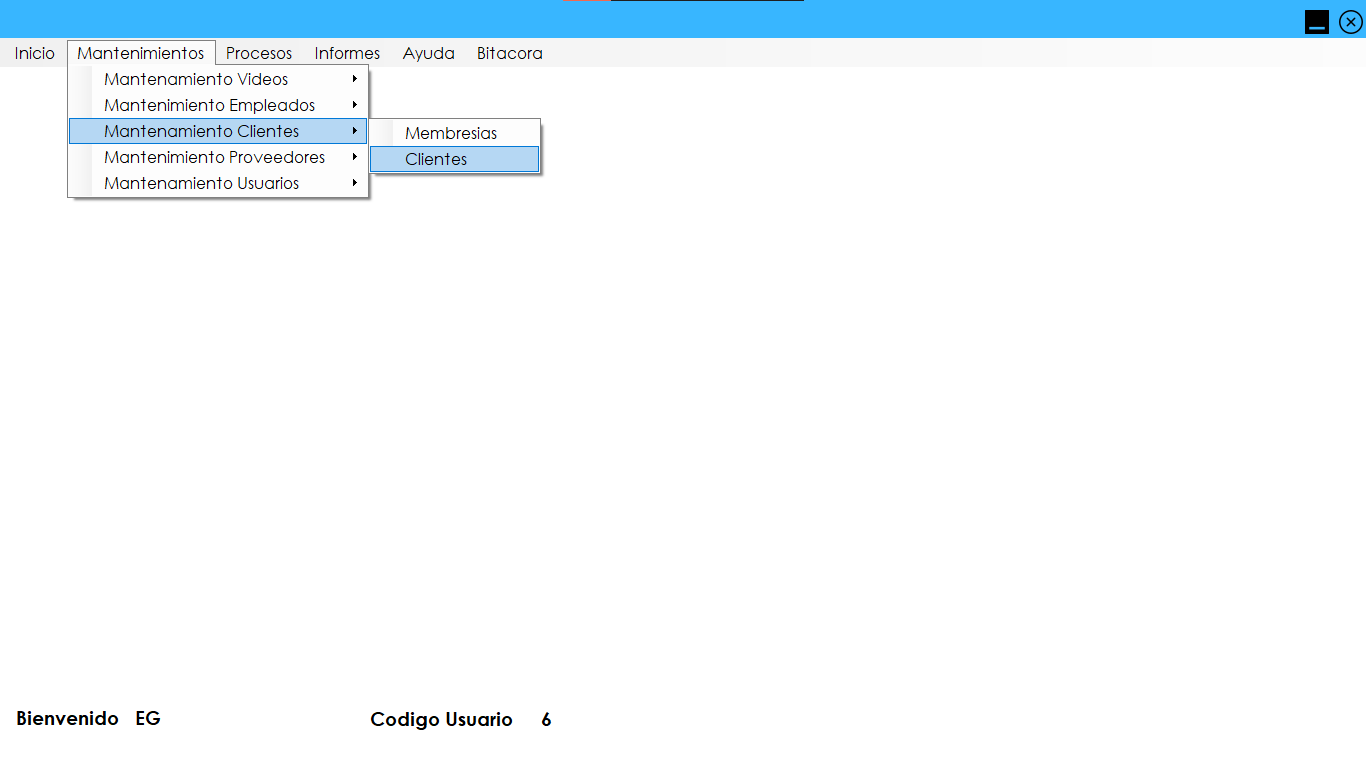 Inicio Mantenimientos Procesos Informes Ayuda Bitacora
Mantenamiento Videos
Mantenimiento Empleados
Mantenamiento Clientes
Membresias
Clientes
Mantenimiento Proveedores
Mantenamiento Usuarios
Bienvenido EG Codigo Usuario 6